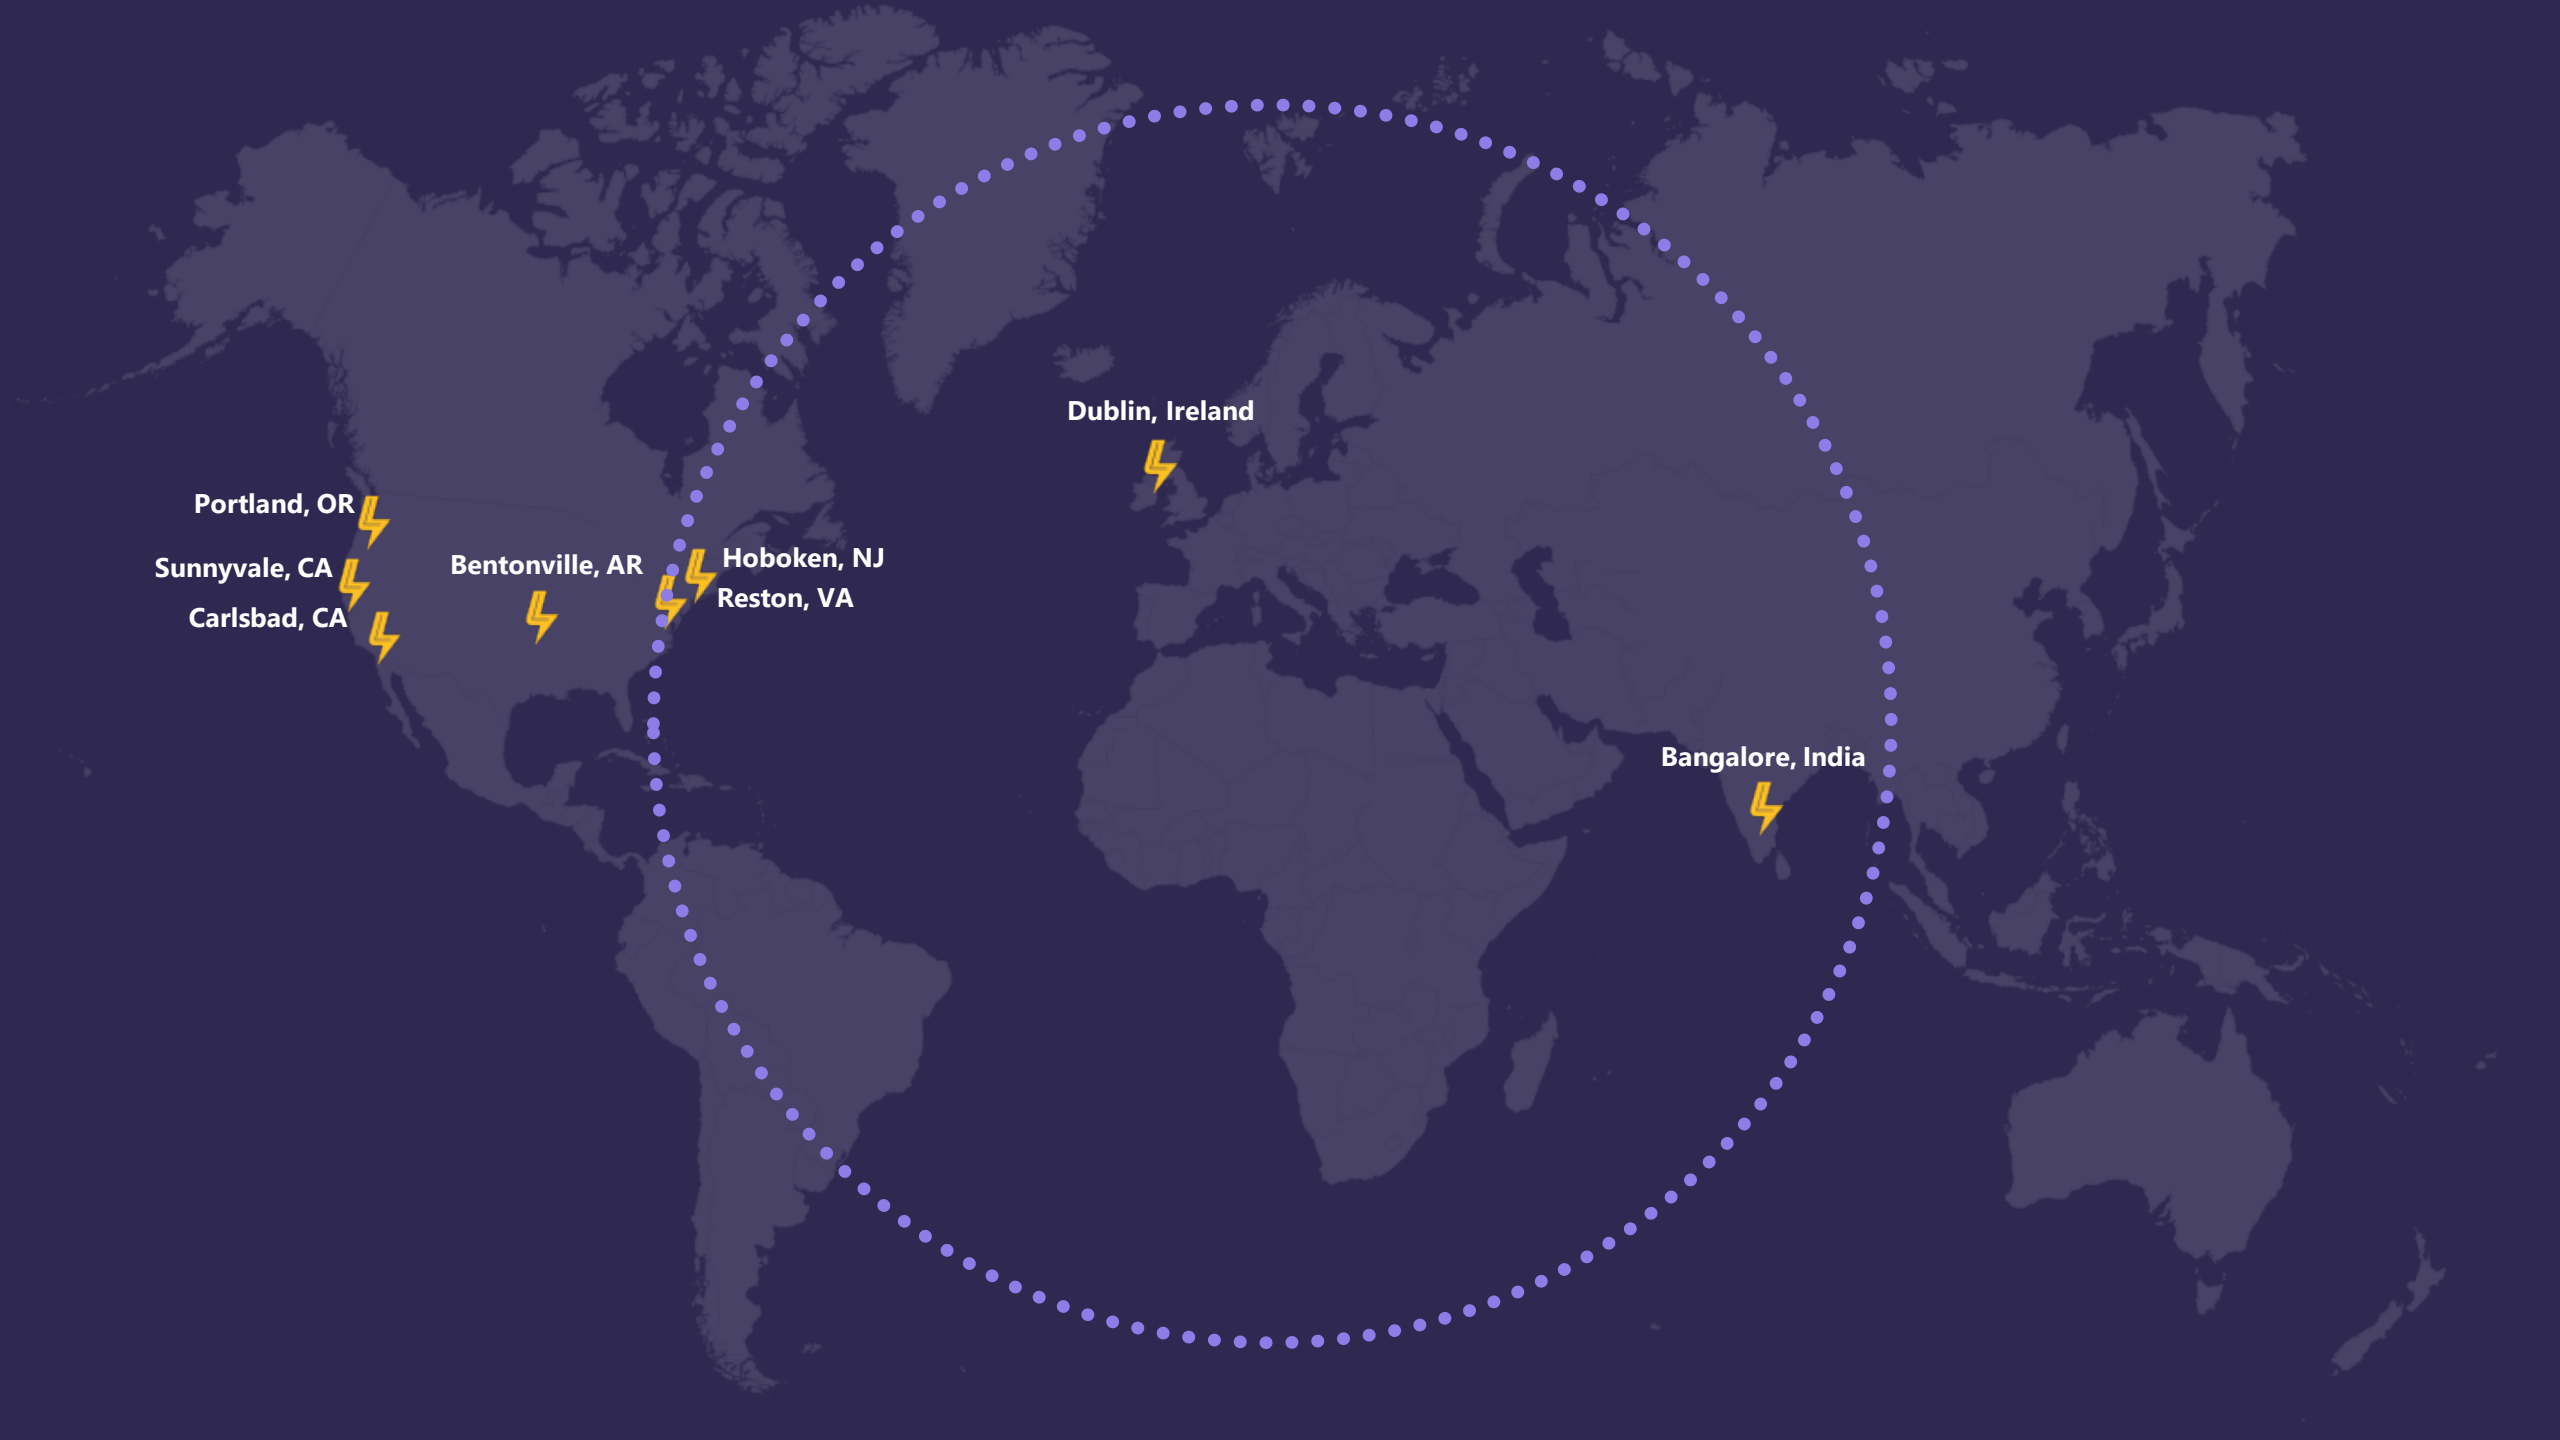 Dublin, Ireland
Portland, OR
Sunnyvale, CA
Bentonville, AR
Hoboken, NJ
Reston, VA
Carlsbad, CA
Bangalore, India